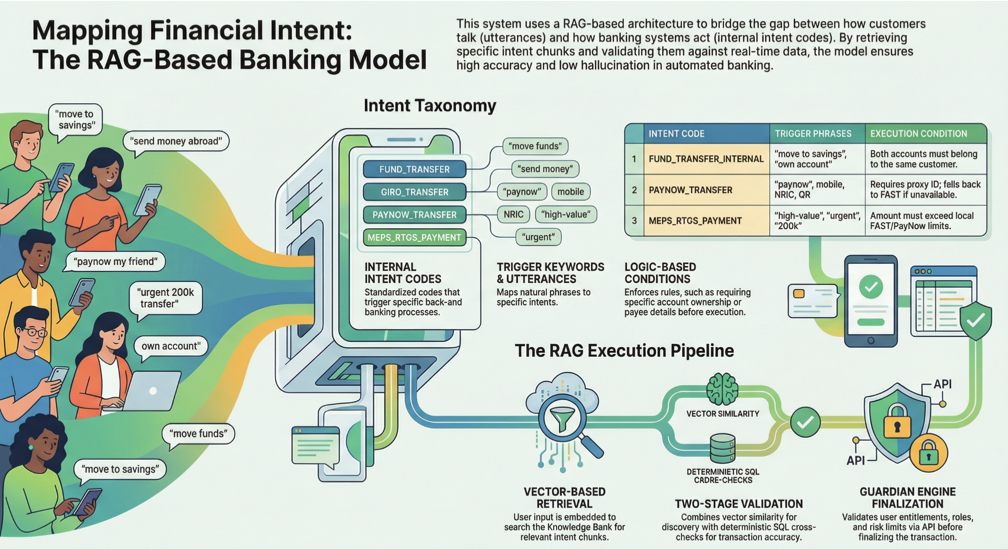 Mapping Financial Intent:
The RAG-Based Banking Model
This system uses a RAG-based architecture to bridge the gap between how customers
talk (utterances) and how banking systems act (internal intent codes). By retrieving
specific intent chunks and validating them against real-time data, the model ensures
high accuracy and low hallucination in automated banking.
"move to
savings"
"send money abroad"
"paynow my friend"
"urgent 200k
transfer"
own account"
"move funds"
"move to savings"
Intent Taxonomy
FUND_TRANSFER
GIRO_TRANSFER
PAYNOW_TRANSFER
MEPS_RTGS_PAYMENT
"move funds"
"send money"
"paynow"
mobile
NRIC
"high-value"
"urgent"
INTERNAL
INTENT CODES
Standardized codes that
trigger specific back-and
banking processes.
TRIGGER KEYWORDS
& UTTERANCES
Maps natural phrases to
specific intents.
LOGIC-BASED
CONDITIONS
Enforces rules, such as requiring
specific account ownership or
payee details before execution.
INTENT CODE
TRIGGER PHRASES
EXECUTION CONDITION
1
FUND_TRANSFER_INTERNAL
"move to savings",
"own account"
Both accounts must belong
to the same customer.
2
PAYNOW_TRANSFER
"paynow", mobile,
NRIC, QR
Requires proxy ID; fells back
to FAST if unavailable.
3
MEPS_RTGS_PAYMENT
"high-value", "urgent",
"200k"
Amount must exceed local
FAST/PayNow limits.
The RAG Execution Pipeline
VECTOR SIMILARITY
DETERMINIETIC SQL
CADRE-CHECKS
API
API
VECTOR-BASED
RETRIEVAL
User input is embedded to
search the Knowledge Bank for
relevant intent chunks.
TWO-STAGE VALIDATION
Combines vector similarity for
discovery with deterministic SQL cross-
checks for transaction accuracy.
GUARDIAN ENGINE
FINALIZATION
Validates user entitlements, roles,
and risk limits via API before
finalizing the transaction.